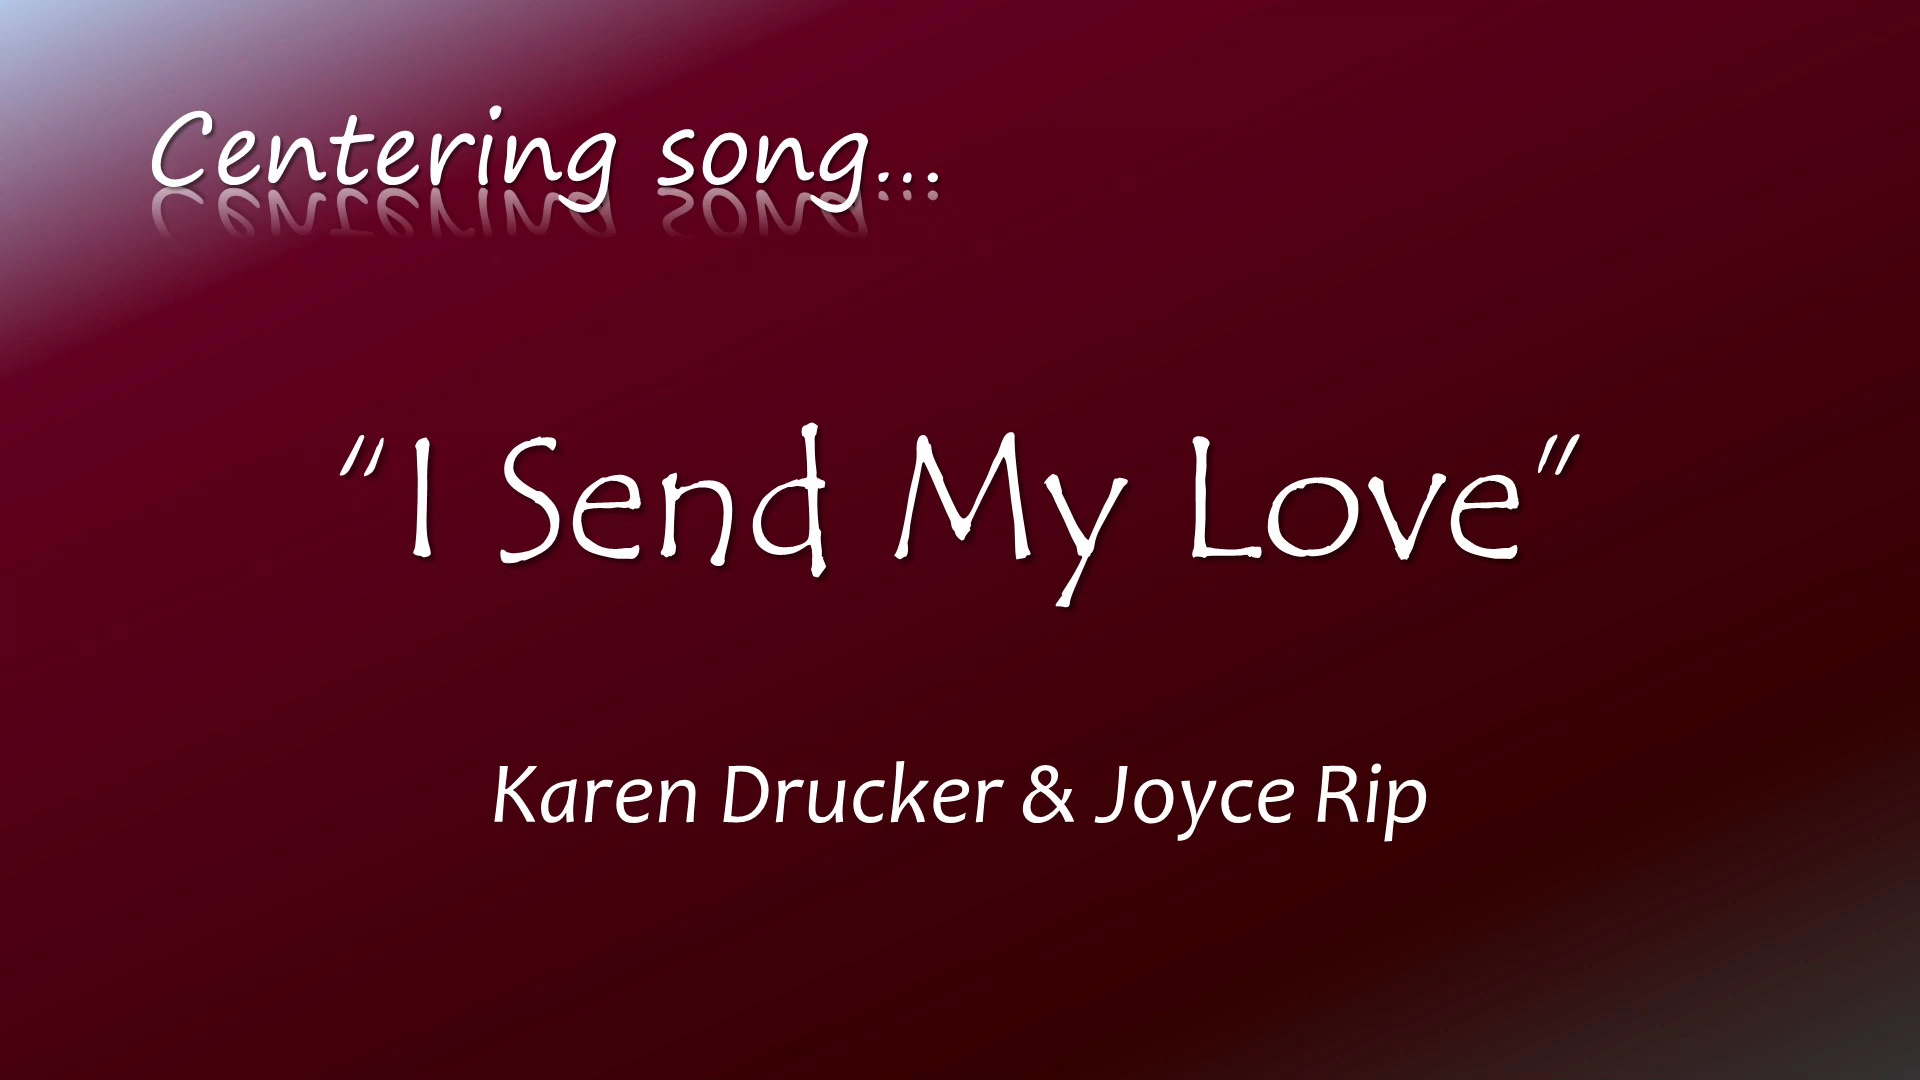 Centering song...
“I Send My Love”
Karen Drucker & Joyce Rip